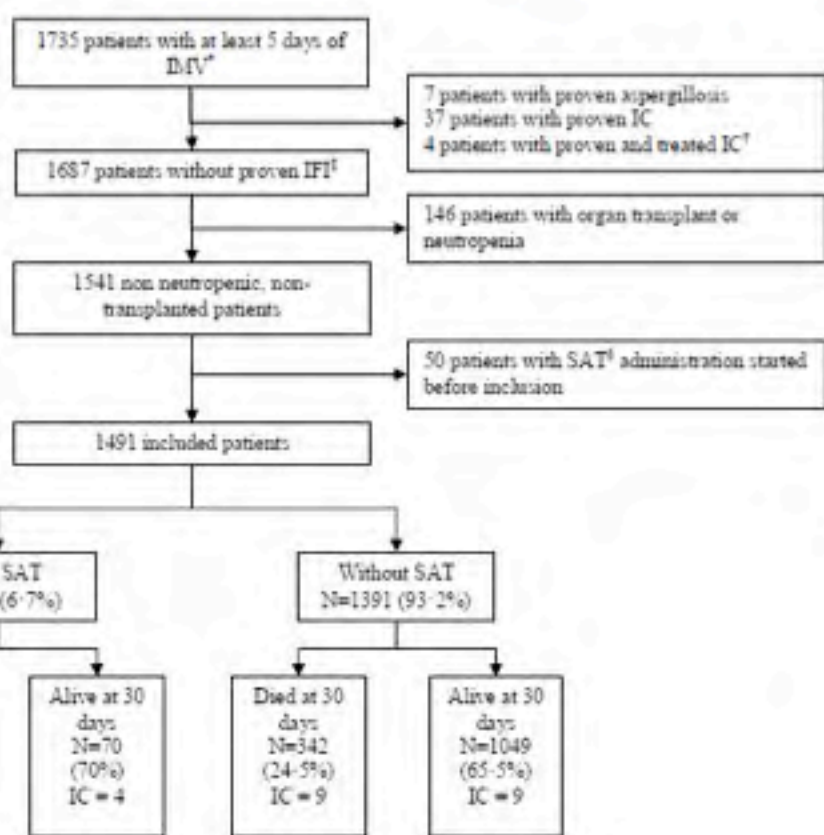 1735 patients with at least 5 days of
IMV*
7 patients with proven aspergillosis
37 patients with proven IC
4 patients with proven and treated IC†
1687 patients without proven IFI‡
146 patients with organ transplant or
neutropenia
1541 non neutropenic, non-
transplanted patients
50 patients with SAT§ administration started
before inclusion
1491 included patients
SAT
(6·7%)
Without SAT
N=1391 (93·2%)
Alive at 30
days
N=70
(70%)
IC = 4
Died at 30
days
N=342
(24·5%)
IC = 9
Alive at 30
days
N=1049
(65·5%)
IC = 9